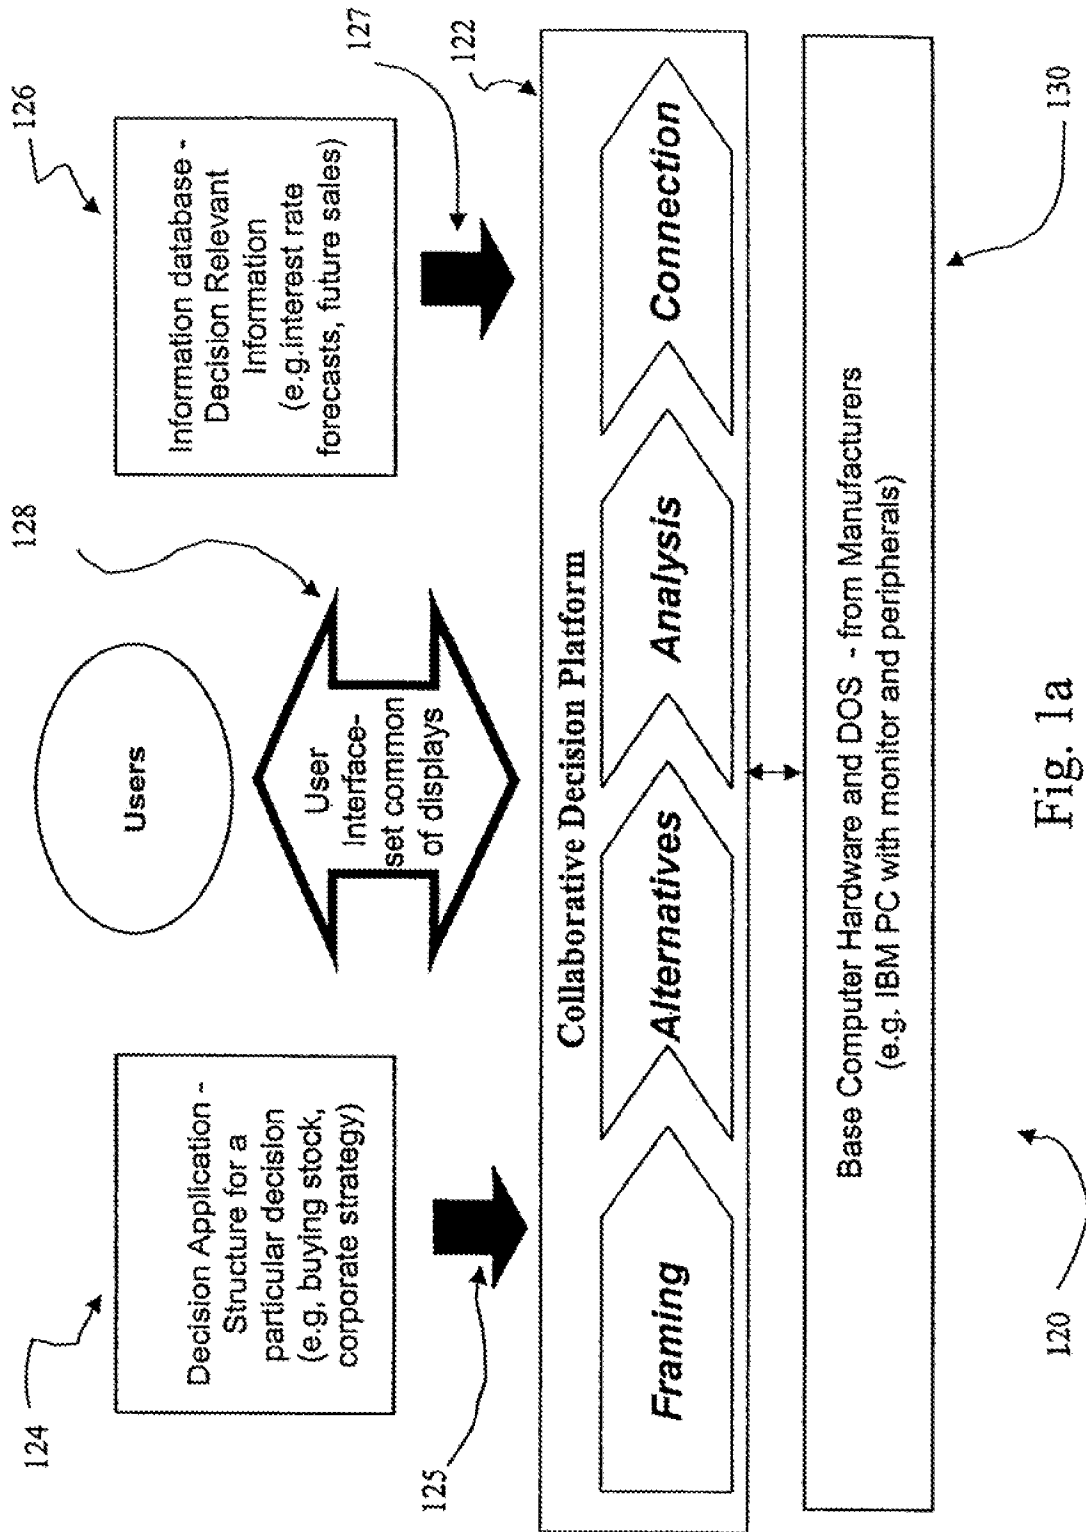 124
Decision Application -
Structure for a
particular decision
(e.g, buying stock,
corporate strategy)
125
Users
User
Interface-
set common
of displays
128
126
Information database -
Decision Relevant
Information
(e.g.interest rate
forecasts, future sales)
127
122
Collaborative Decision Platform
Framing
Alternatives
Analysis
Connection
Base Computer Hardware and DOS - from Manufacturers
(e.g. IBM PC with monitor and peripherals)
130
120
Fig. 1a